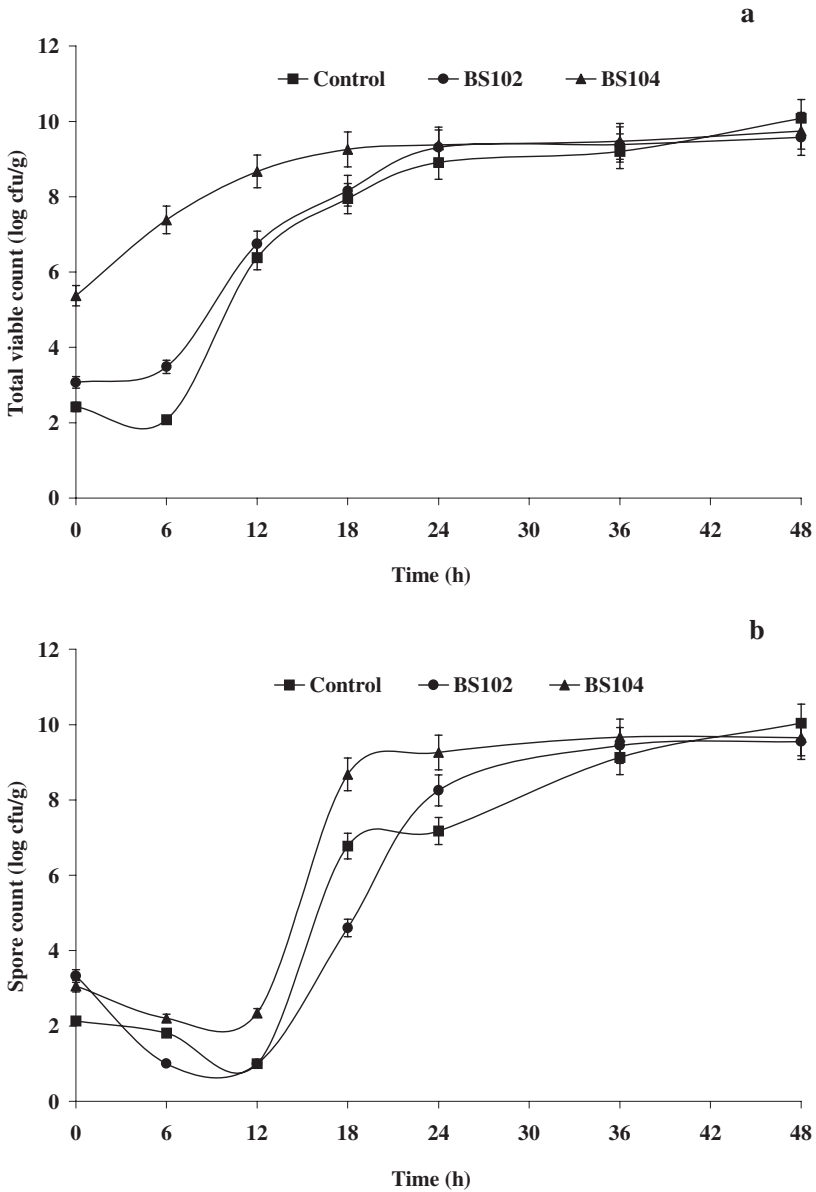 a
12
10
8
6
4
2
0
Total viable count (log cfu/g)
Control BS102 BS104
0 6 12 18 24 30 36 42 48
Time (h)
b
12
10
8
6
4
2
0
Spore count (log cfu/g)
Control BS102 BS104
0 6 12 18 24 30 36 42 48
Time (h)